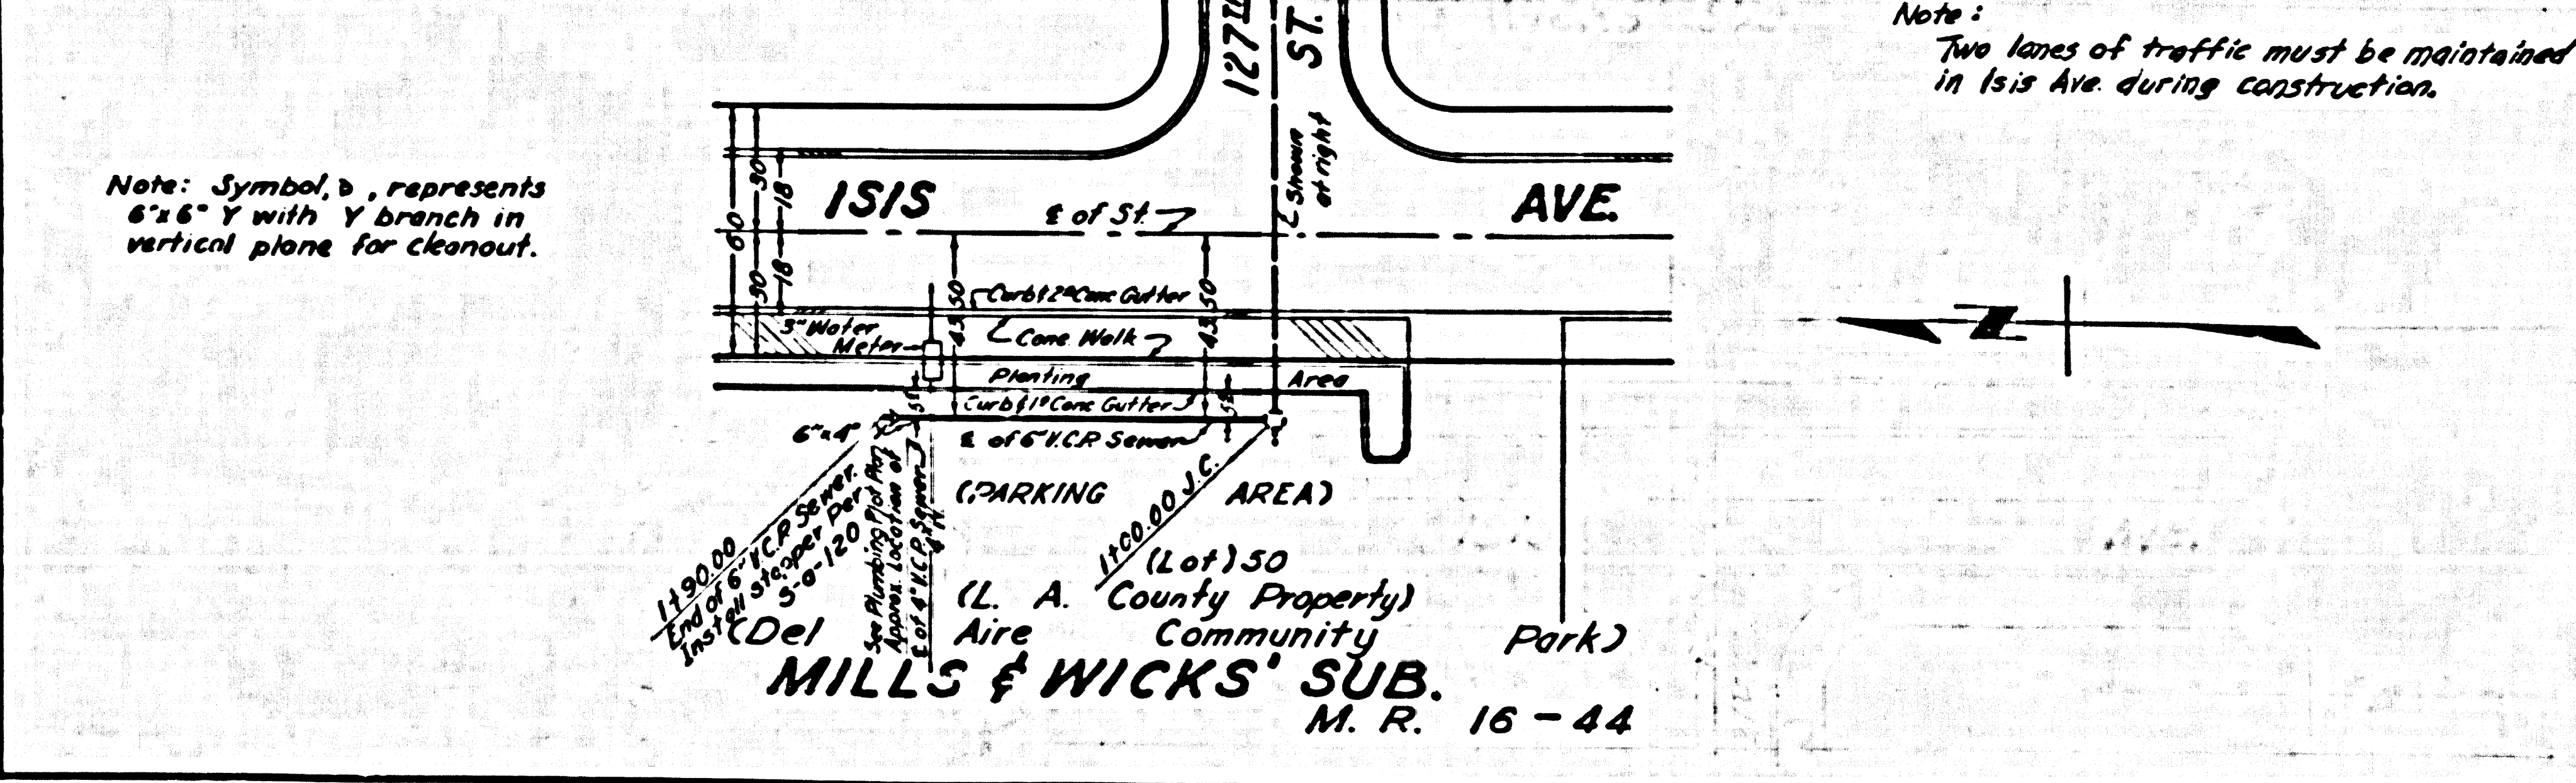 Note:
Two lanes of traffic must be maintained
in Isis Ave. during construction.
127TH
ST.
Shown
at right
Note: Symbol, , represents
6"x6" Y with Y branch in
vertical plane for cleanout.
ISIS
AVE.
℄ of St.
60
30
30
18
18
43.50
43.50
Curb & 2' Conc Gutter
3" Water
Meter
Conc. Walk
Planting
Area
Curb & 1' Conc Gutter
5'
5'
6"x4"
℄ of 6" V.C.P. Sewer
(PARKING
AREA)
1+00.00 J.C.
1+90.00
End of 6" V.C.P. Sewer.
Install stopper per
S-a-120
See Plumbing Plot Plan
Approx. Location of
℄ of 4" V.C.P. Sewer
(Lot) 50
(L. A. County Property)
(Del Aire Community Park)
MILLS & WICKS' SUB.
M. R. 16-44